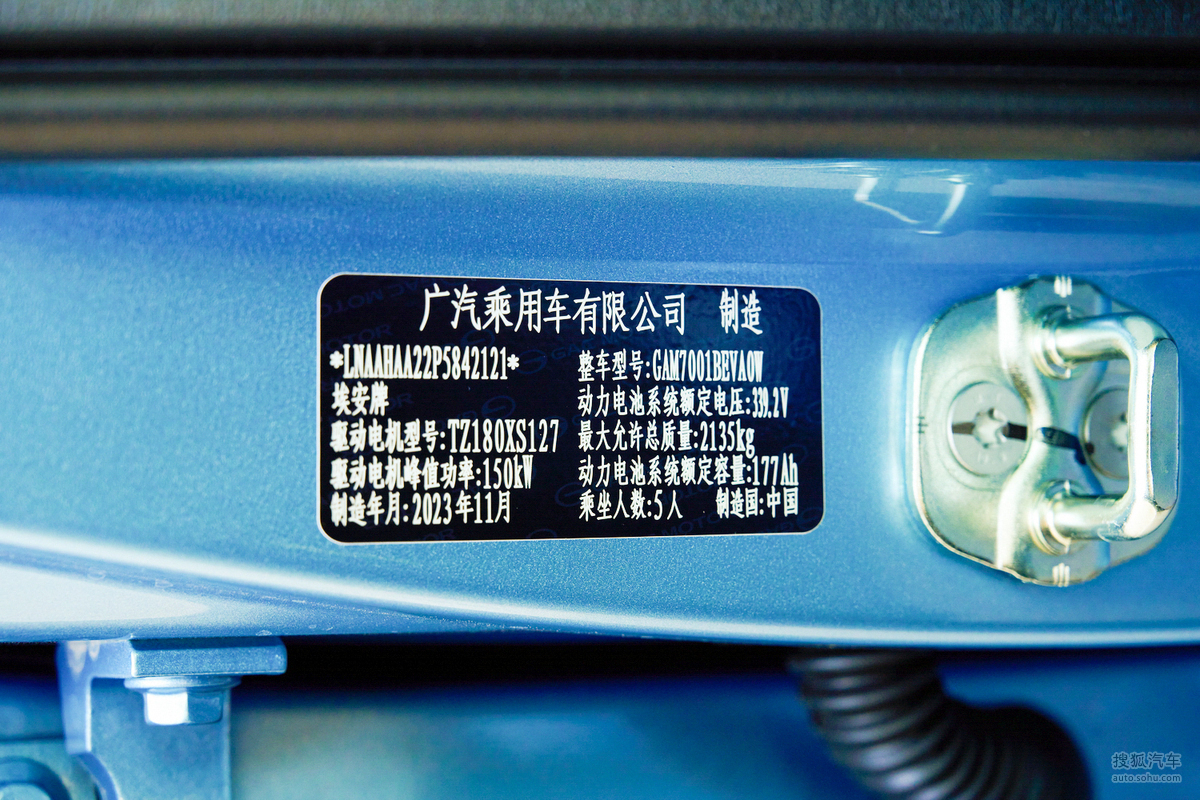 广汽乘用车有限公司 制造
*LNAAHAA22P5842121*
埃安牌
驱动电机型号:TZ180XS127
驱动电机峰值功率:150kW
制造年月:2023年11月
整车型号:GAM7001BEVA0W
动力电池系统额定电压:339.2V
最大允许总质量:2135kg
动力电池系统额定容量:177Ah
乘坐人数:5人 制造国:中国
搜狐汽车
auto.sohu.com